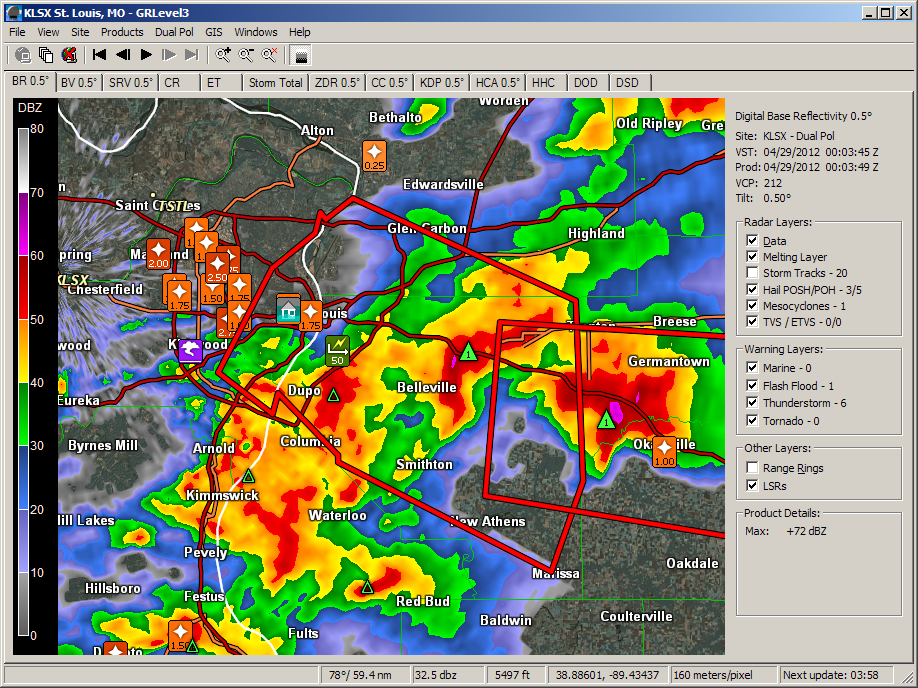 KLSX St. Louis, MO - GRLevel3
File View Site Products Dual Pol GIS Windows Help
BR 0.5° BV 0.5° SRV 0.5° CR ET Storm Total ZDR 0.5° CC 0.5° KDP 0.5° HCA 0.5° HHC DOD DSD
DBZ
80
70
60
50
40
30
20
10
0
Worden
Bethalto
Old Ripley
Gre
Alton
0.25
Edwardsville
Saint Charles
TSTL
Glen Carbon
Highland
2.00
2.50
pring
KLSX
Chesterfield
1.75
1.50
1.75
1.75
ouis
Breese
wood
50
1
Germantown
Dupo
Belleville
Eureka
1
Byrnes Mill
Arnold
Columbia
1.00
Smithton
Kimmswick
Waterloo
New Athens
Hill Lakes
Pevely
Oakdale
Marissa
Hillsboro
Festus
Red Bud
Baldwin
Coulterville
1.50
Fults
Digital Base Reflectivity 0.5°
Site: KLSX - Dual Pol
VST: 04/29/2012 00:03:45 Z
Prod: 04/29/2012 00:03:49 Z
VCP: 212
Tilt: 0.50°
Radar Layers:
Data
Melting Layer
Storm Tracks - 20
Hail POSH/POH - 3/5
Mesocyclones - 1
TVS / ETVS - 0/0
Warning Layers:
Marine - 0
Flash Flood - 1
Thunderstorm - 6
Tornado - 0
Other Layers:
Range Rings
LSRs
Product Details:
Max: +72 dBZ
78°/ 59.4 nm 32.5 dbz 5497 ft 38.88601, -89.43437 160 meters/pixel Next update: 03:58